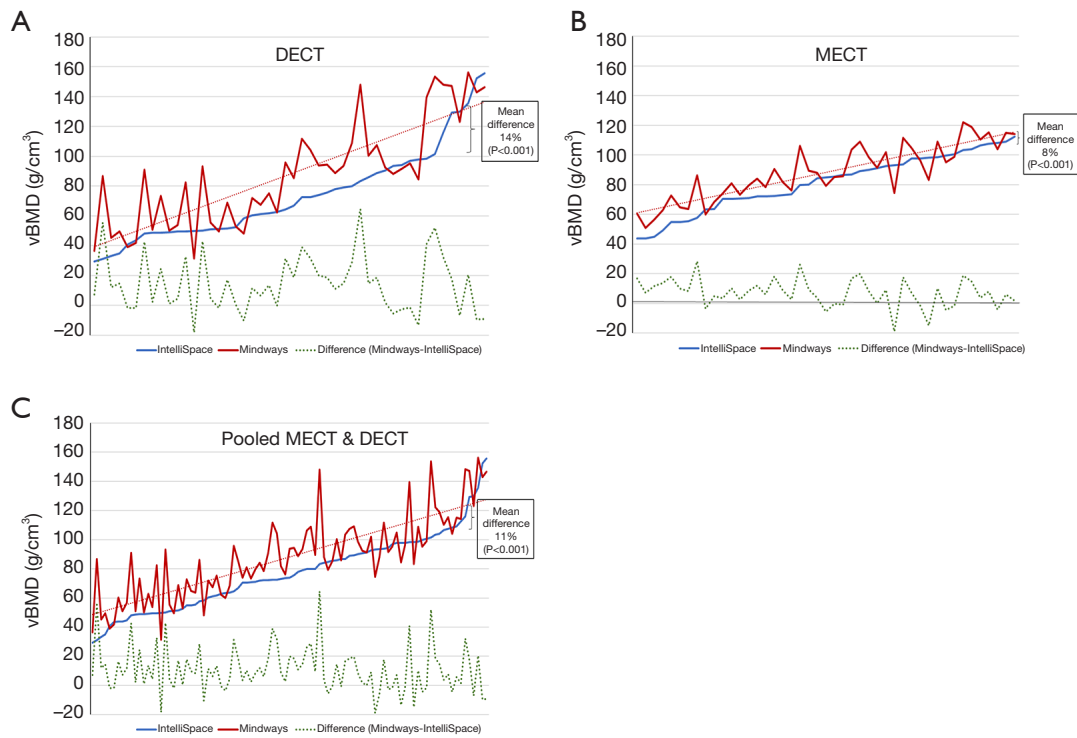 A
DECT
vBMD (g/cm³)
180
160
140
120
100
80
60
40
20
0
–20
Mean
difference
14%
(P<0.001)
IntelliSpace Mindways Difference (Mindways-IntelliSpace)
B
MECT
vBMD (g/cm³)
180
160
140
120
100
80
60
40
20
0
–20
Mean
difference
8%
(P<0.001)
IntelliSpace Mindways Difference (Mindways-IntelliSpace)
C
Pooled MECT & DECT
vBMD (g/cm³)
180
160
140
120
100
80
60
40
20
0
–20
Mean
difference
11%
(P<0.001)
IntelliSpace Mindways Difference (Mindways-IntelliSpace)